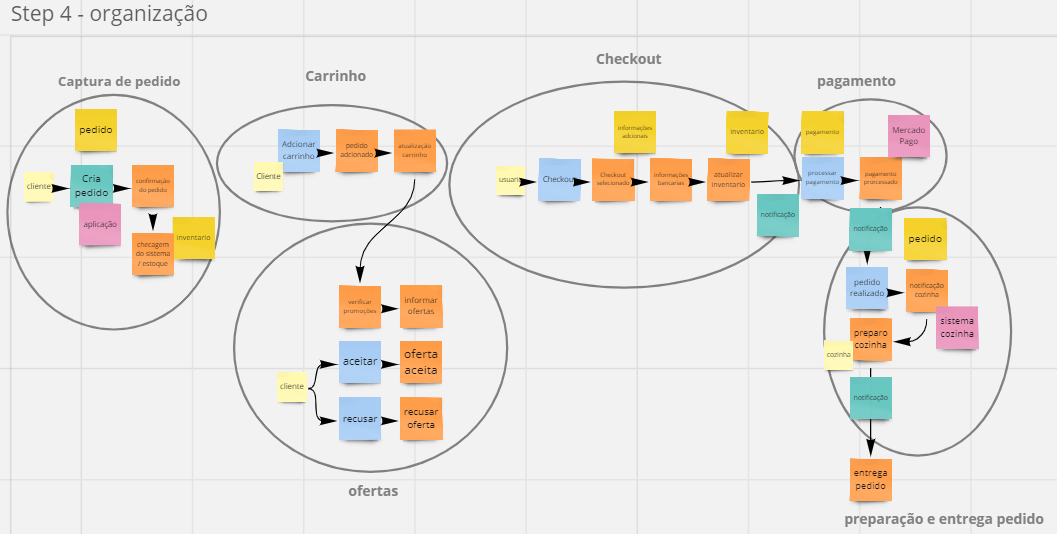 Step 4 - organização
Captura de pedido
pedido
cliente
Cria
pedido
confirmação
do pedido
aplicação
checagem
do sistema
/ estoque
inventario
Carrinho
Adcionar
carrinho
pedido
adcionado
atualização
carrinho
Cliente
ofertas
verificar
promoções
informar
ofertas
cliente
aceitar
oferta
aceita
recusar
recusar
oferta
Checkout
informações
adcionais
inventario
usuari
Checkou
Checkout
selecionado
informações
bancarias
atualizar
inventario
notificação
pagamento
pagamento
Mercado
Pago
processar
pagamento
pagamento
prorcessado
notificação
pedido
pedido
realizado
notificação
cozinha
sistema
cozinha
preparo
cozinha
cozinha
notificação
entrega
pedido
preparação e entrega pedido